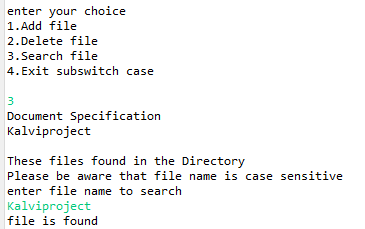 enter your choice
1.Add file
2.Delete file
3.Search file
4.Exit subswitch case
3
Document Specification
Kalviproject
These files found in the Directory
Please be aware that file name is case sensitive
enter file name to search
Kalviproject
file is found